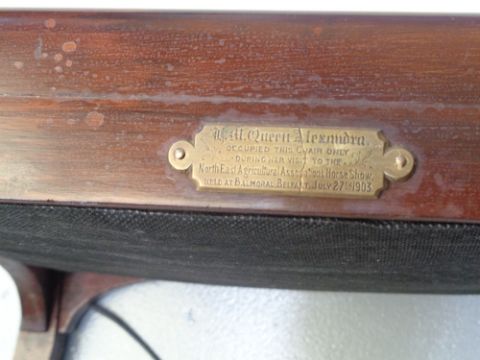 H.M. Queen Alexandra.
OCCUPIED THIS CHAIR ONLY
DURING HER VISIT TO THE
North East Agricultural Associations Horse Show,
HELD AT BALMORAL, BELFAST, JULY 27th 1903.